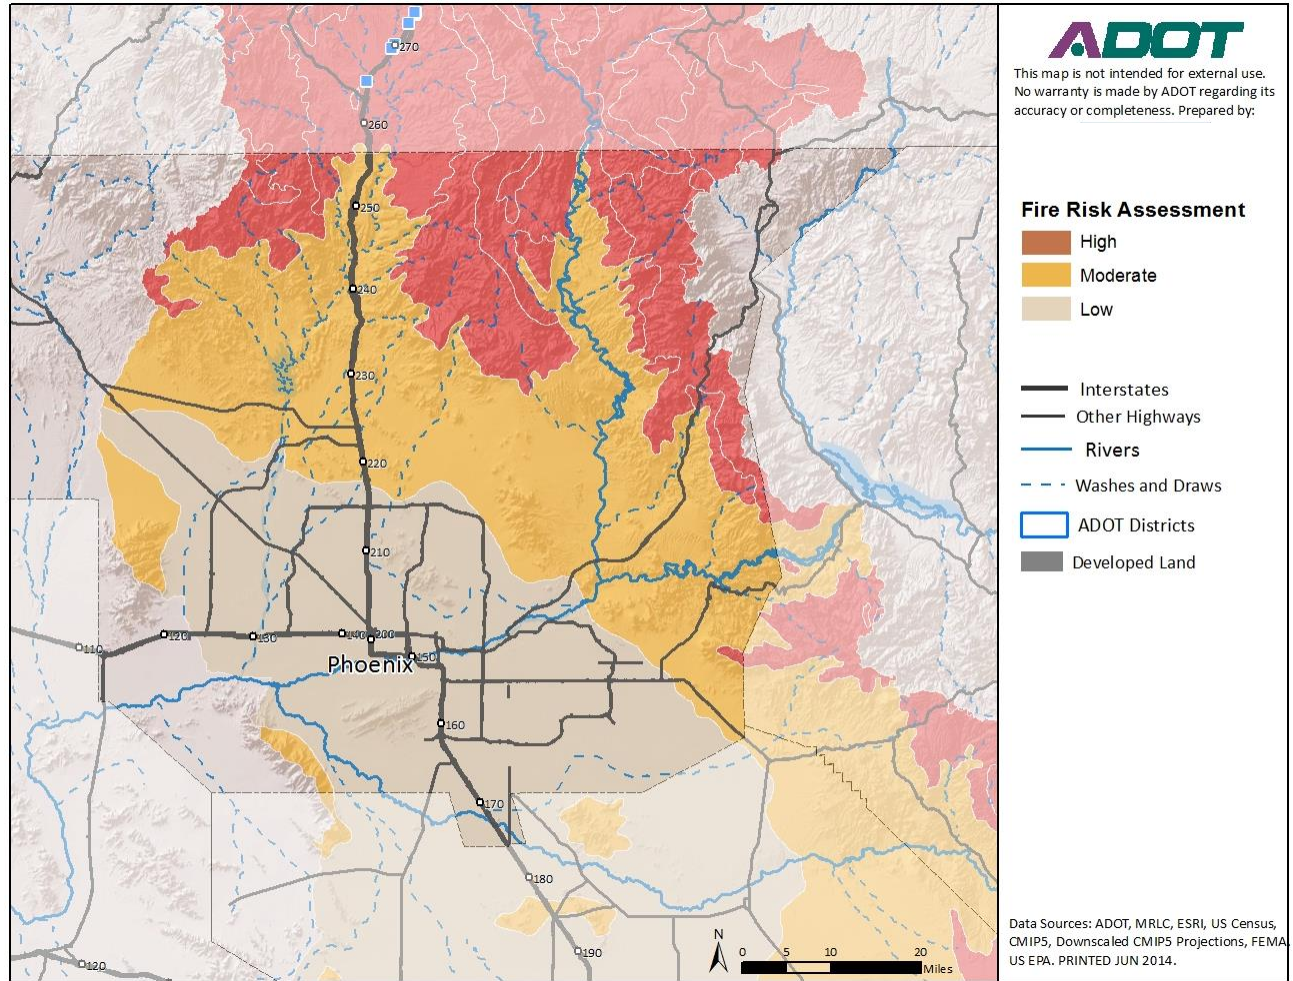 270
260
250
240
230
220
210
120
130
140
200
110
150
Phoenix
160
170
180
190
120
N
0 5 10 20
Miles
ADOT
This map is not intended for external use.
No warranty is made by ADOT regarding its
accuracy or completeness. Prepared by:
Fire Risk Assessment
High
Moderate
Low
Interstates
Other Highways
Rivers
Washes and Draws
ADOT Districts
Developed Land
Data Sources: ADOT, MRLC, ESRI, US Census,
CMIP5, Downscaled CMIP5 Projections, FEMA,
US EPA. PRINTED JUN 2014.